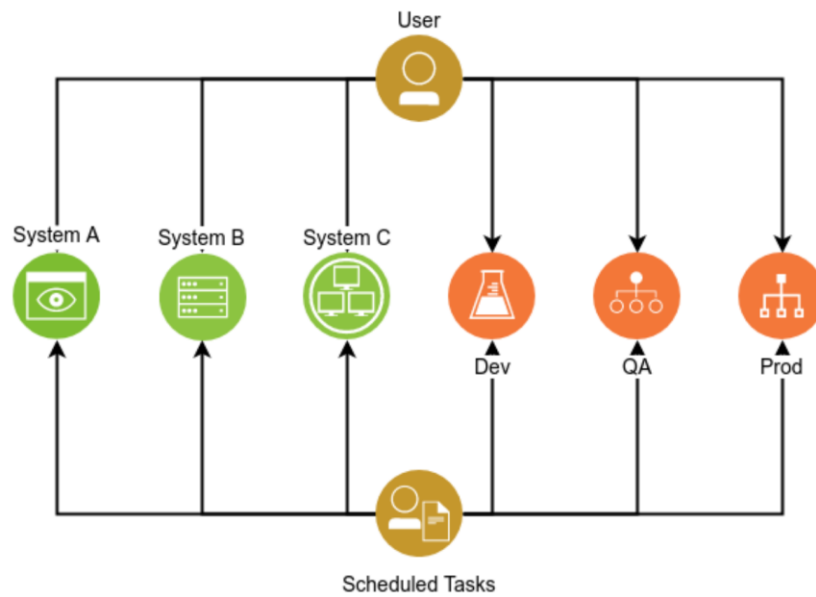 User
System A
System B
System C
Dev
QA
Prod
Scheduled Tasks